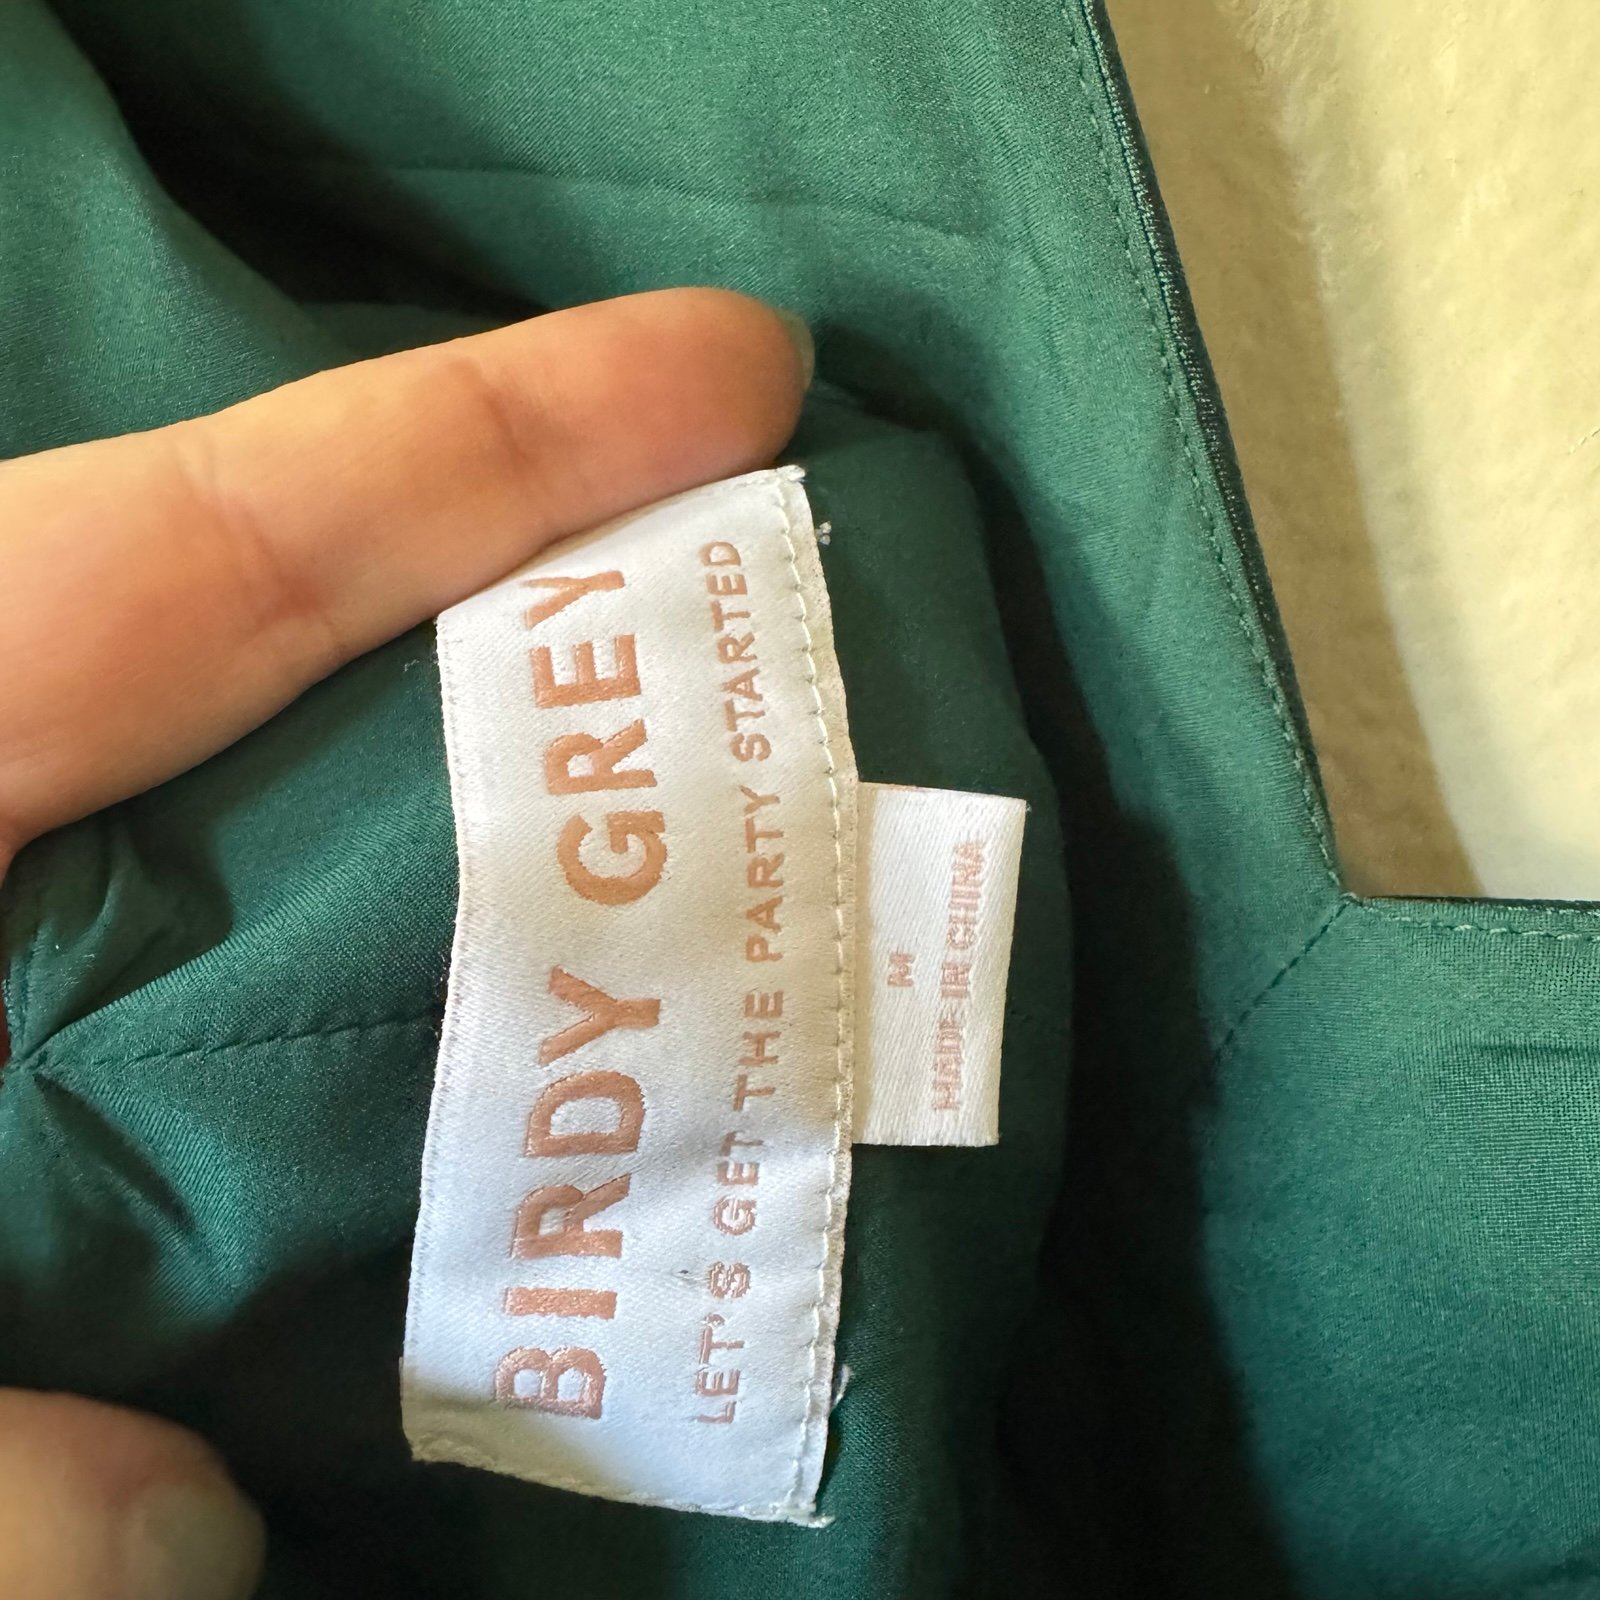 BIRDY GREY
LET'S GET THE PARTY STARTED
M
MADE IN CHINA